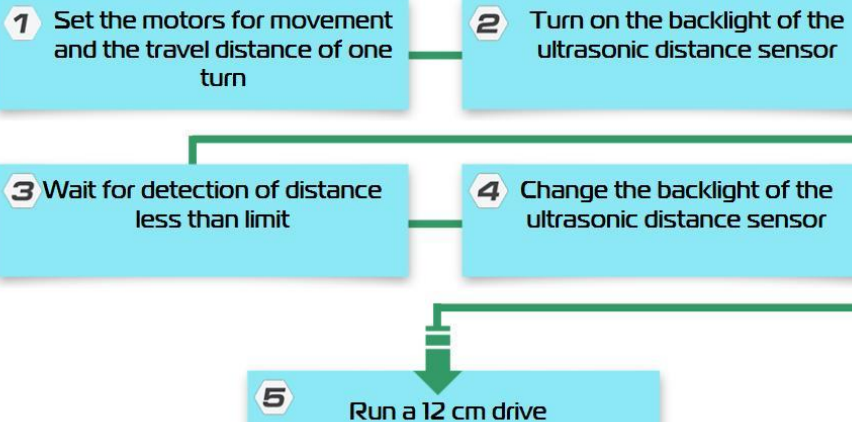 1 Set the motors for movement
and the travel distance of one
turn
2 Turn on the backlight of the
ultrasonic distance sensor
3 Wait for detection of distance
less than limit
4 Change the backlight of the
ultrasonic distance sensor
5
Run a 12 cm drive